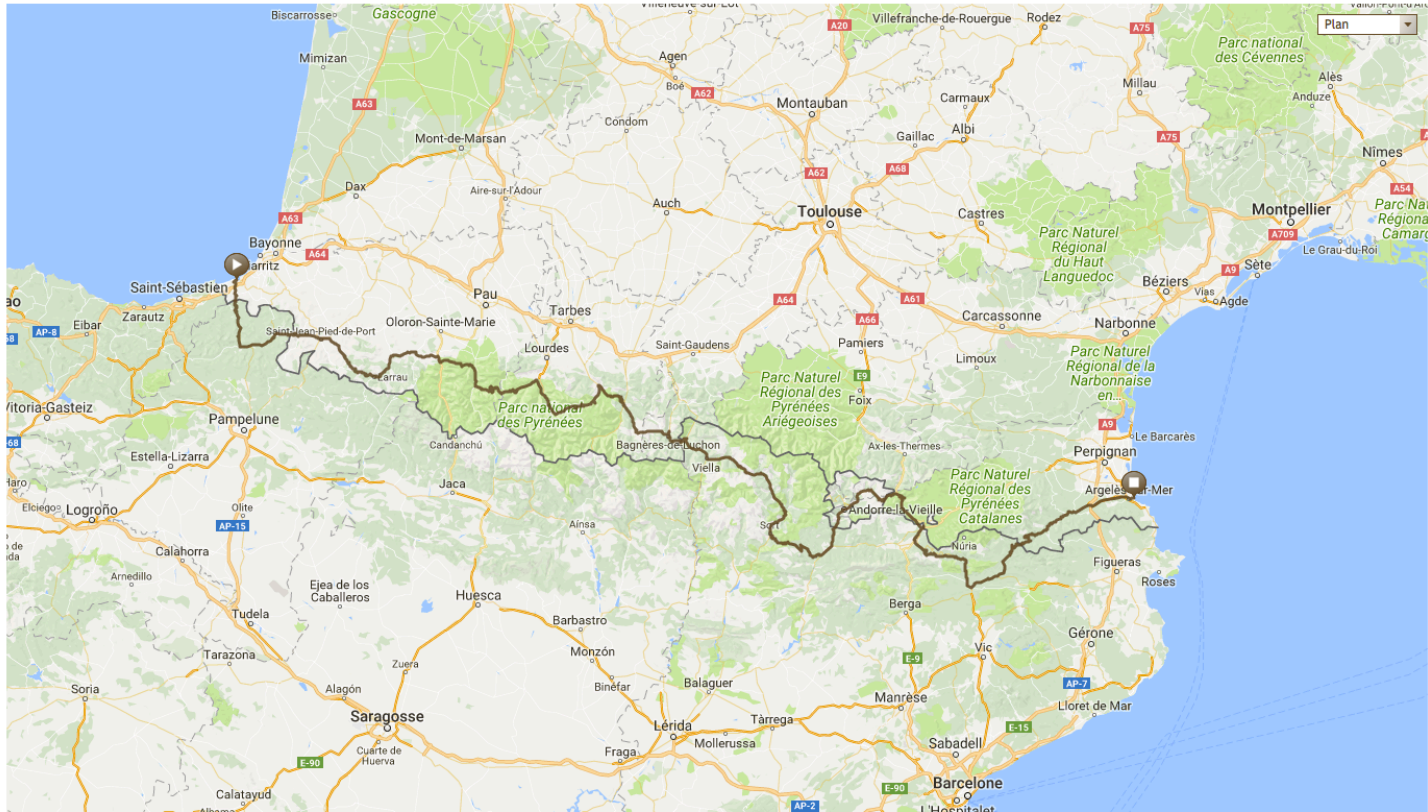 Biscarrosse
Gascogne
Villeneuve-sur-Lot
A20
Villefranche-de-Rouergue
Rodez
A75
Plan
Mimizan
Agen
Boé
A62
Parc national
des Cévennes
Alès
Anduze
A63
Montauban
Carmaux
Millau
Condom
Gaillac
Albi
A75
Mont-de-Marsan
Nîmes
A62
A68
A54
Dax
Aire-sur-l'Adour
Auch
Toulouse
Castres
Montpellier
A709
A63
Bayonne
A64
Parc Naturel
Régional
du Haut
Languedoc
Le Grau-du-Roi
Sète
A9
Saint-Sébastien
Zarautz
Eibar
AP-8
Pau
Tarbes
A64
A61
Béziers
Vias
Agde
Saint-Jean-Pied-de-Port
Oloron-Sainte-Marie
A66
Carcassonne
Narbonne
Lourdes
Saint-Gaudens
Pamiers
Limoux
Parc Naturel
Régional de la
Narbonnaise
en...
Larrau
Parc Naturel
Régional des
Pyrénées
Ariégeoises
E9
Foix
Vitoria-Gasteiz
Pampelune
Parc national
des Pyrénées
A9
Candanchú
Bagnères-de-Luchon
Ax-les-Thermes
Le Barcarès
Estella-Lizarra
Viella
Perpignan
Jaca
Parc Naturel
Régional des
Pyrénées
Catalanes
Argelès-sur-Mer
Haro
Elciego
Logroño
Olite
AP-15
Aínsa
Andorre-la-Vieille
Núria
Calahorra
Arnedillo
Ejea de los
Caballeros
Figueras
Roses
Huesca
Berga
Tudela
Barbastro
Gérone
Tarazona
Zuera
Monzón
E-9
Vic
Binéfar
Balaguer
AP-7
Soria
Alagón
Manrèse
Lloret de Mar
Saragosse
Lérida
Tàrrega
E-15
Cuarte de
Huerva
Mollerussa
Sabadell
E-90
Fraga
Barcelone
Calatayud
AP-2
L'Hospitalet